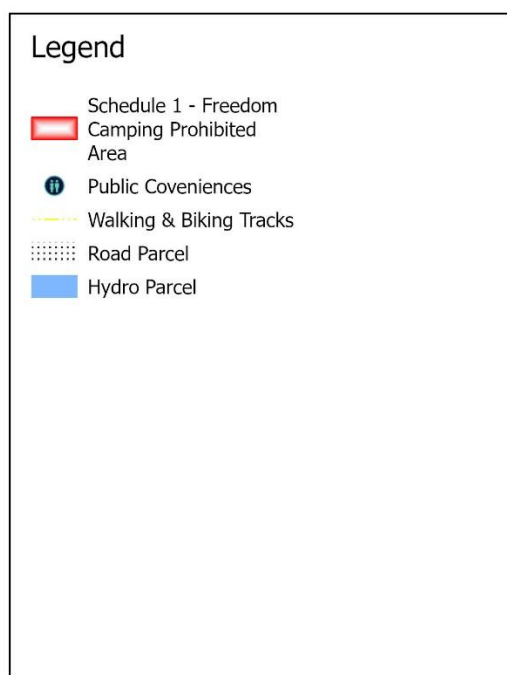 Legend
Schedule 1 - Freedom
Camping Prohibited
Area
Public Coveniences
Walking & Biking Tracks
Road Parcel
Hydro Parcel